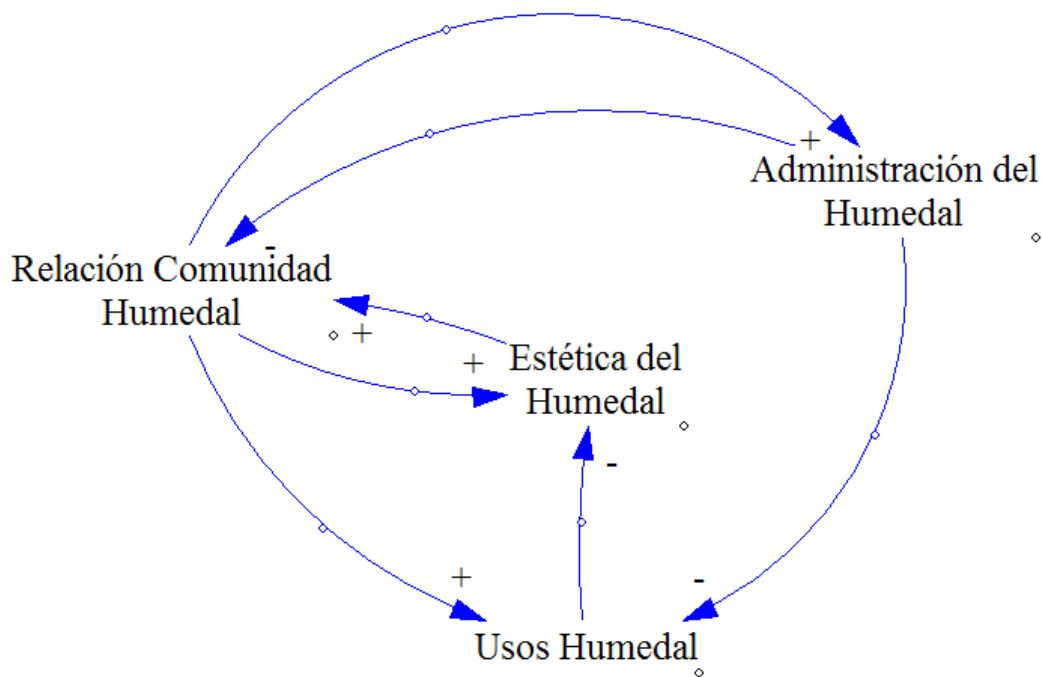 +
Administración del
Humedal
-
Relación Comunidad
Humedal
+
+
Estética del
Humedal
-
+
-
Usos Humedal